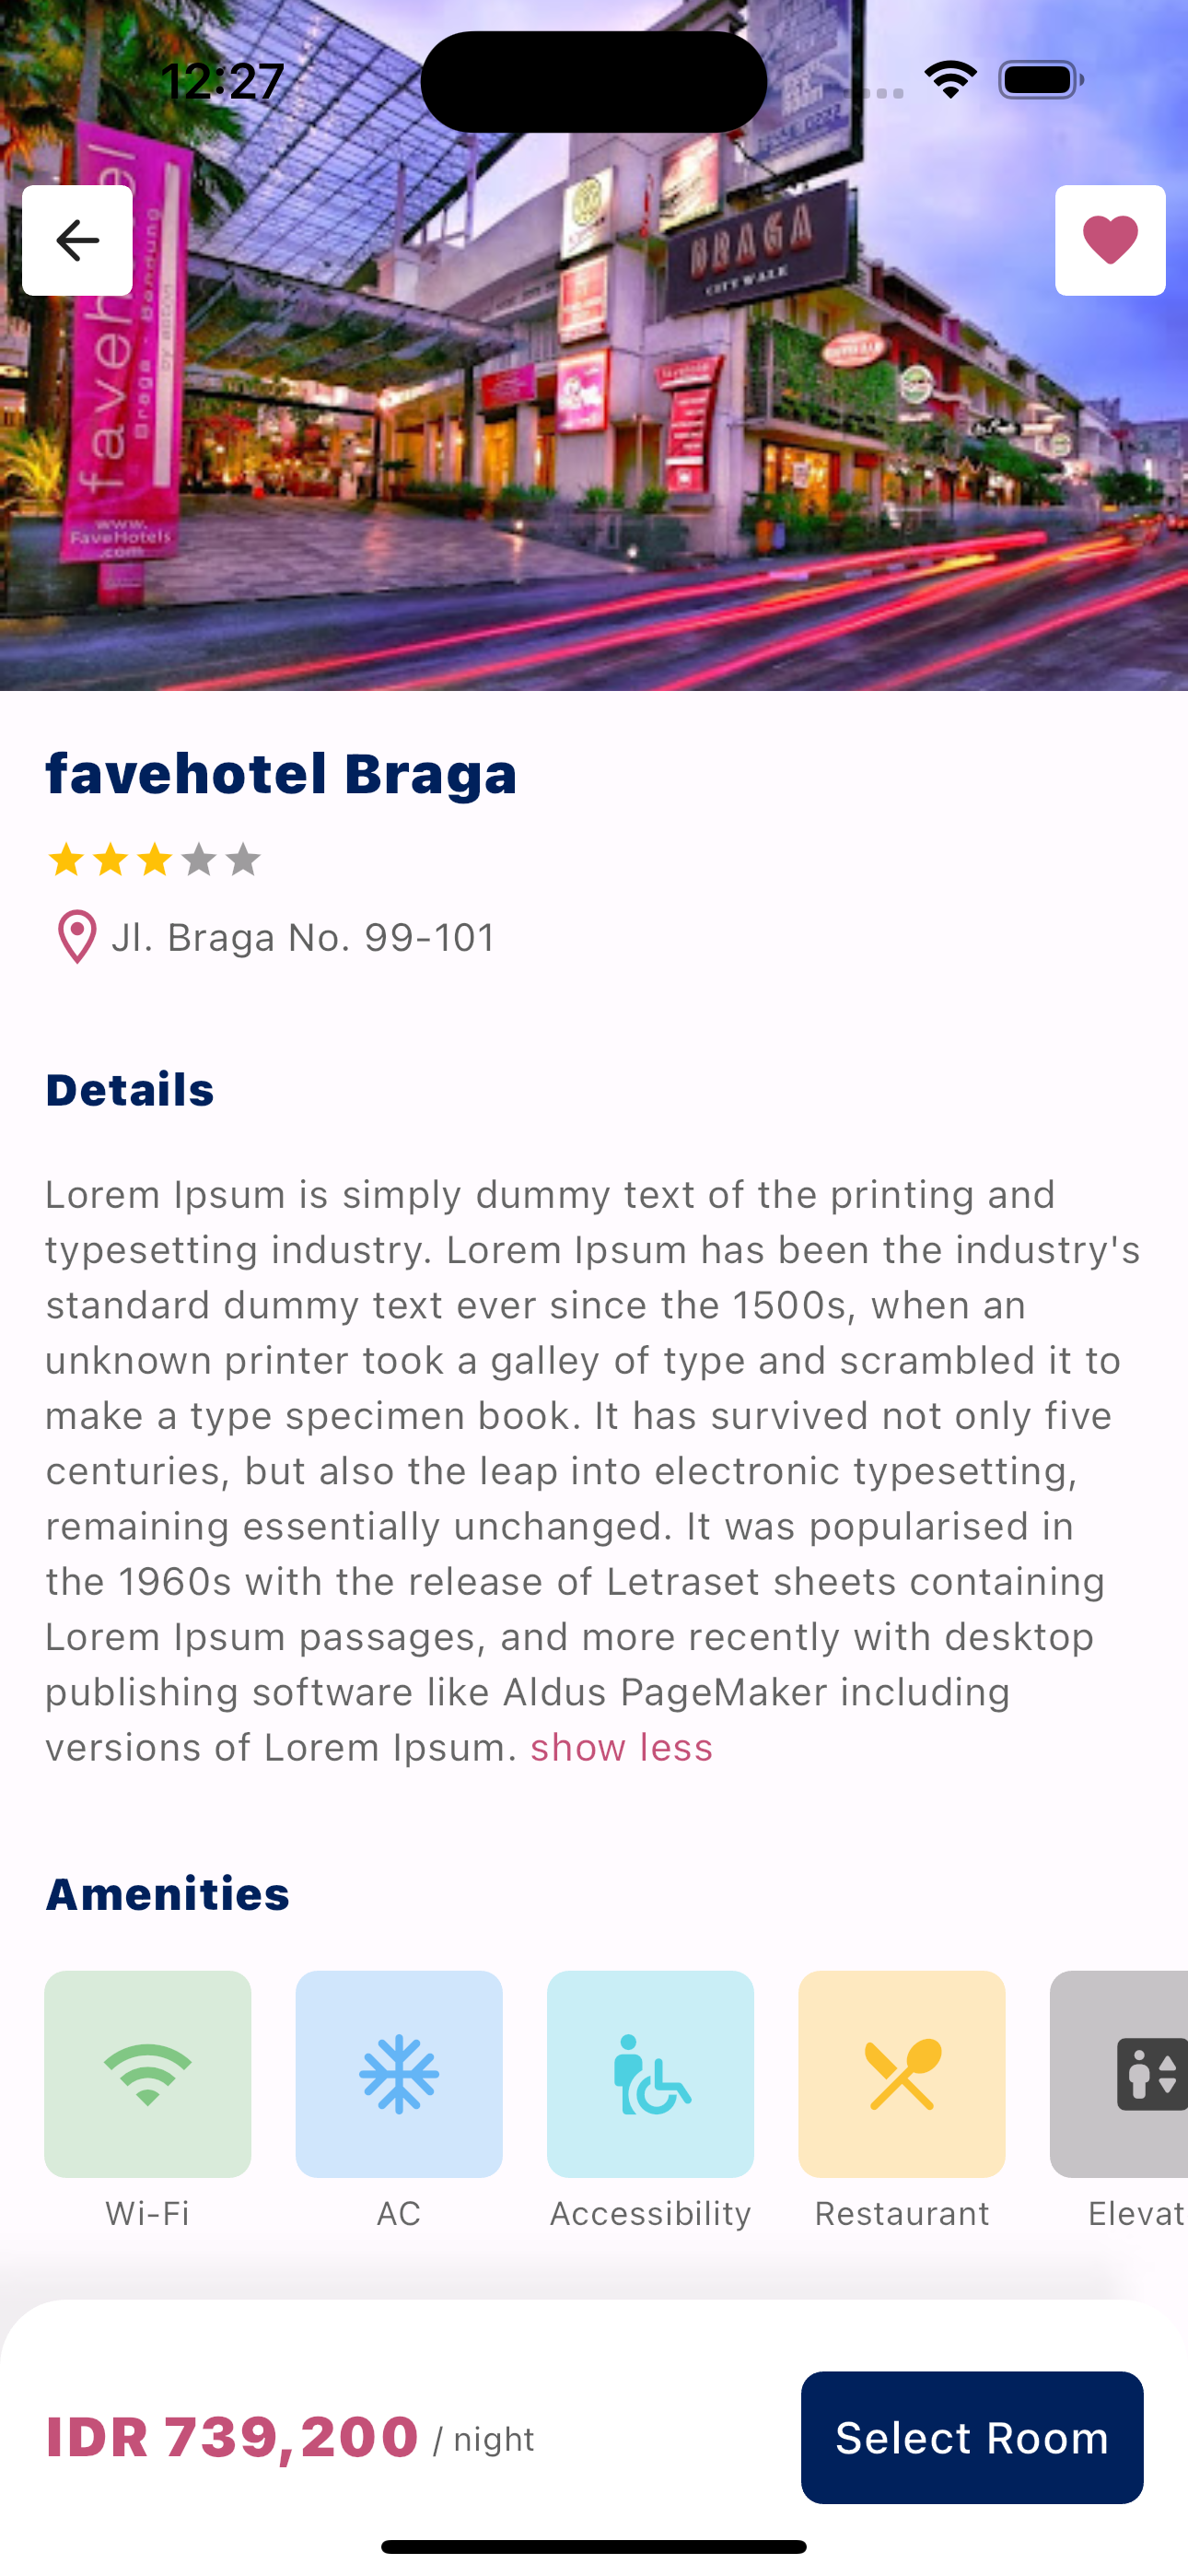 12:27
favehotel
Braga - Bandung
by aston
www.
FaveHotels
.com
BRAGA
CITYWALK
favehotel Braga
Jl. Braga No. 99-101
Details
Lorem Ipsum is simply dummy text of the printing and
typesetting industry. Lorem Ipsum has been the industry's
standard dummy text ever since the 1500s, when an
unknown printer took a galley of type and scrambled it to
make a type specimen book. It has survived not only five
centuries, but also the leap into electronic typesetting,
remaining essentially unchanged. It was popularised in
the 1960s with the release of Letraset sheets containing
Lorem Ipsum passages, and more recently with desktop
publishing software like Aldus PageMaker including
versions of Lorem Ipsum. show less
Amenities
Wi-Fi
AC
Accessibility
Restaurant
Elevat
IDR 739,200 / night
Select Room